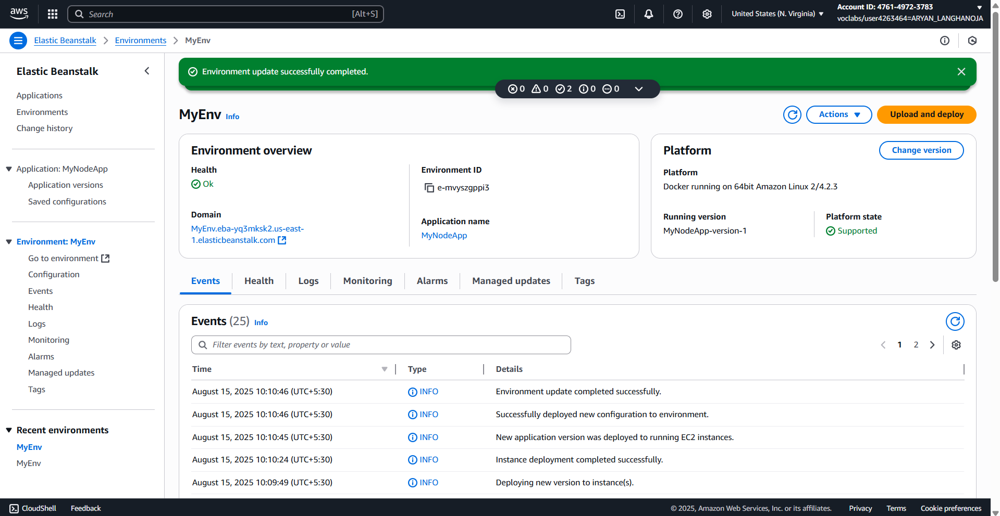 aws
Search
[Alt+S]
United States (N. Virginia)
Account ID: 4761-4972-3783
voclabs/user4263464=ARYAN_LANGHANOJA
Elastic Beanstalk
Environments
MyEnv
Elastic Beanstalk
Applications
Environments
Change history
Application: MyNodeApp
Application versions
Saved configurations
Environment: MyEnv
Go to environment
Configuration
Events
Health
Logs
Monitoring
Alarms
Managed updates
Tags
Recent environments
MyEnv
MyEnv
Environment update successfully completed.
0 0 2 0 0
MyEnv Info
Actions
Upload and deploy
Environment overview
Health
Ok
Domain
MyEnv.eba-yq3mksk2.us-east-
1.elasticbeanstalk.com
Environment ID
e-mvyszgppi3
Application name
MyNodeApp
Platform
Change version
Platform
Docker running on 64bit Amazon Linux 2/4.2.3
Running version
MyNodeApp-version-1
Platform state
Supported
Events Health Logs Monitoring Alarms Managed updates Tags
Events (25) Info
Filter events by text, property or value
1 2
Time Type Details
August 15, 2025 10:10:46 (UTC+5:30) INFO Environment update completed successfully.
August 15, 2025 10:10:46 (UTC+5:30) INFO Successfully deployed new configuration to environment.
August 15, 2025 10:10:45 (UTC+5:30) INFO New application version was deployed to running EC2 instances.
August 15, 2025 10:10:24 (UTC+5:30) INFO Instance deployment completed successfully.
August 15, 2025 10:09:49 (UTC+5:30) INFO Deploying new version to instance(s).
CloudShell Feedback
© 2025, Amazon Web Services, Inc. or its affiliates. Privacy Terms Cookie preferences